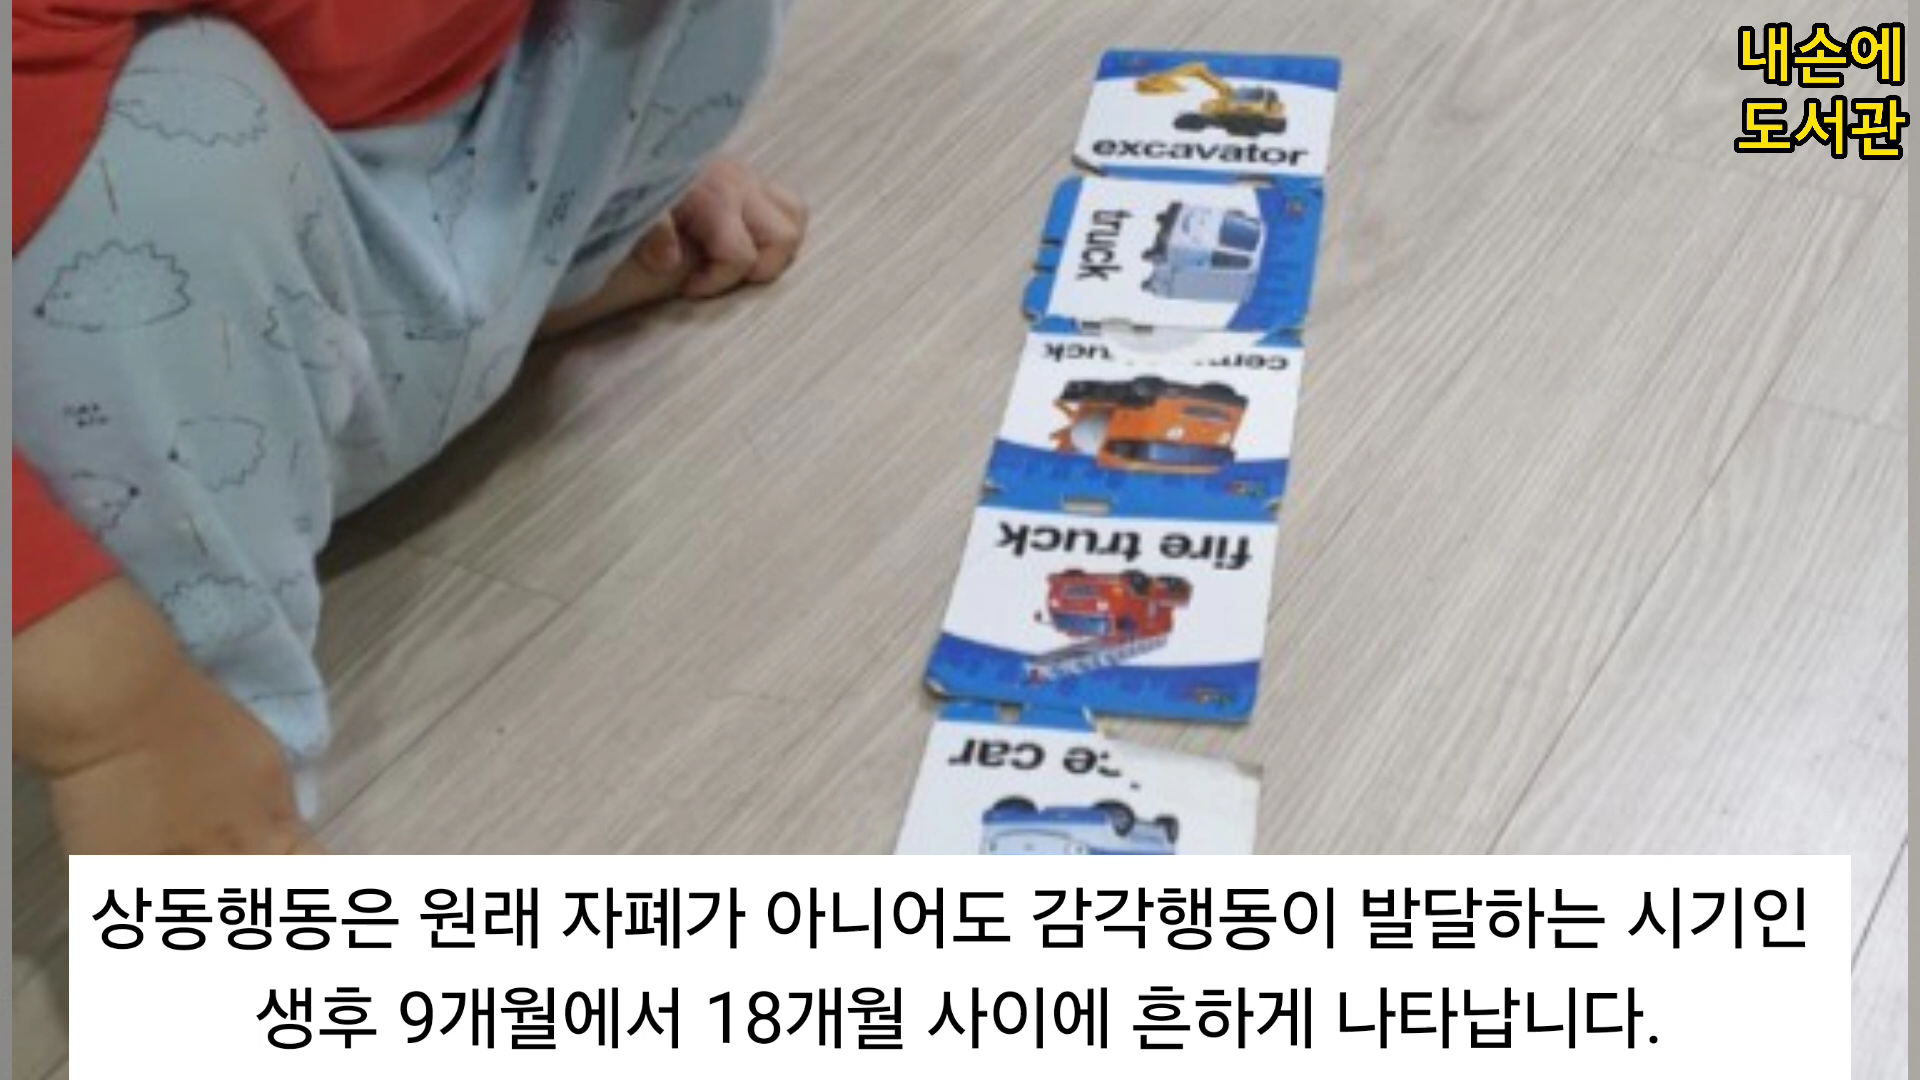 내손에
도서관
excavator
truck
fire truck
car
상동행동은 원래 자폐가 아니어도 감각행동이 발달하는 시기인
생후 9개월에서 18개월 사이에 흔하게 나타납니다.